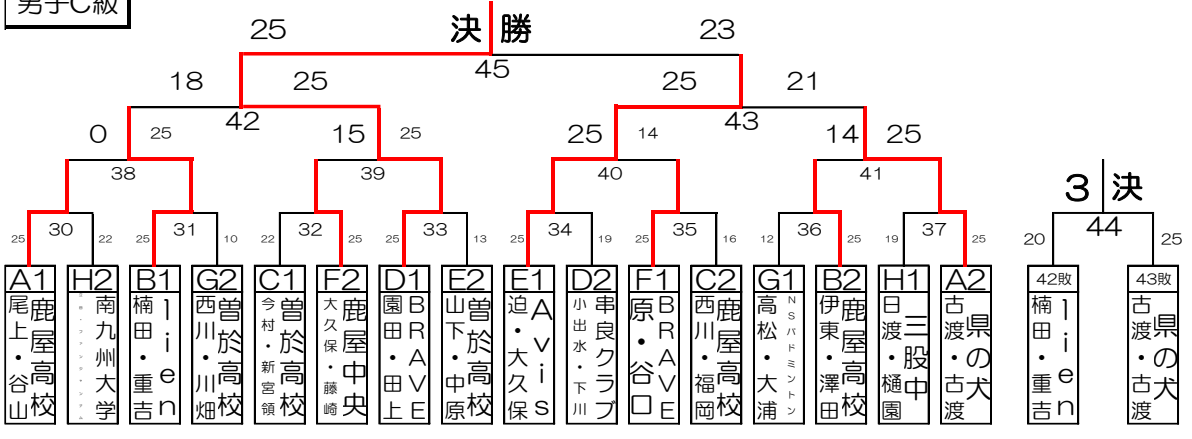 男子C級
25 決勝 23
45
18 25 25 21
42 43
0 25 15 25 25 14 14 25
38 39 40 41
3決
30 31 32 33 34 35 36 37 44
25 22 25 10 22 25 25 13 25 19 25 16 12 25 19 25 20 25
A1 H2 B1 G2 C1 F2 D1 E2 E1 D2 F1 C2 G1 B2 H1 A2 42敗 43敗
鹿屋高校
尾上・谷山
南九州大学
lien
楠田・重吉
曽於高校
西川・川畑
曽於高校
今村・新宮領
鹿屋中央
大久保・藤崎
BRAVE
園田・田上
曽於高校
山下・中原
Avis
迫・大久保
串良クラブ
小出水・下川
BRAVE
原・谷口
鹿屋高校
西川・福岡
NSバドミントン
高松・大浦
鹿屋高校
伊東・澤田
三股中
日渡・樋園
県の犬
古渡・古渡
lien
楠田・重吉
県の犬
古渡・古渡